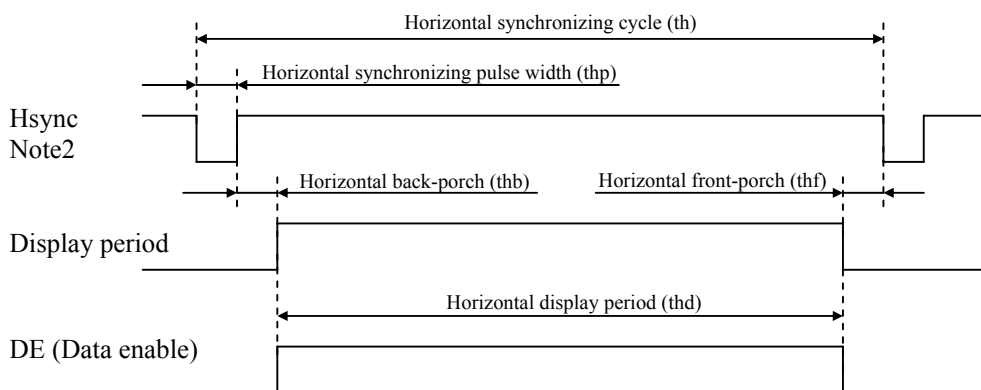 Horizontal synchronizing cycle (th)
Horizontal synchronizing pulse width (thp)
Hsync
Note2
Horizontal back-porch (thb)
Horizontal front-porch (thf)
Display period
Horizontal display period (thd)
DE (Data enable)